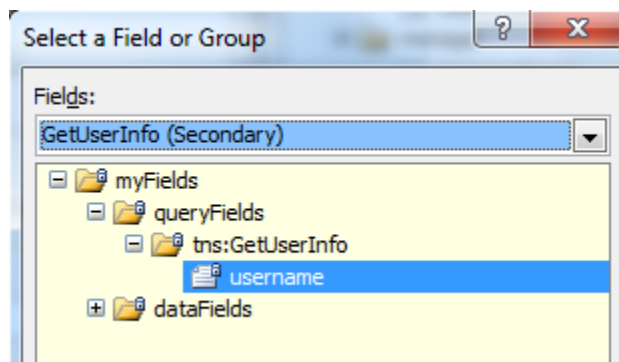 Select a Field or Group
Fields:
GetUserInfo (Secondary)
myFields
queryFields
tns:GetUserInfo
username
dataFields